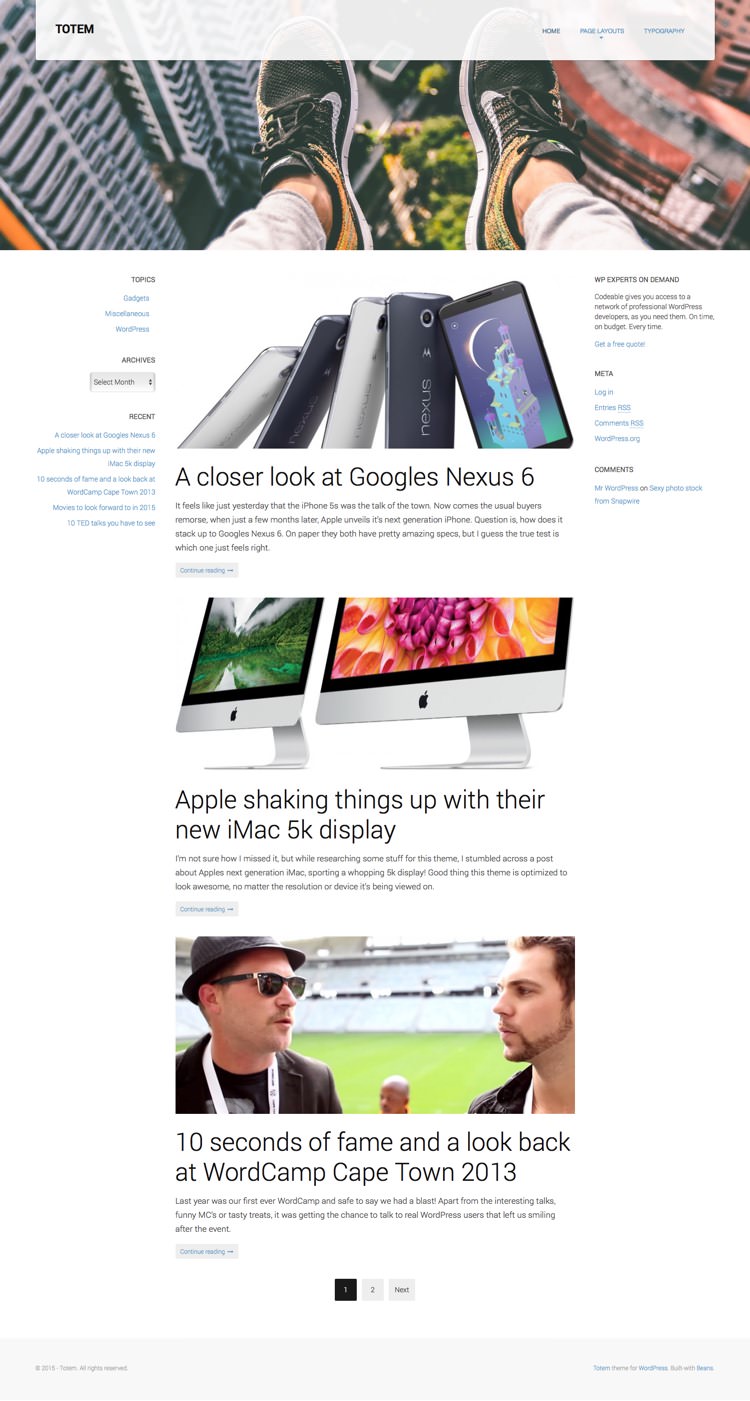 TOTEM
HOME
PAGE LAYOUTS
TYPOGRAPHY
TOPICS
Gadgets
Miscellaneous
WordPress
ARCHIVES
Select Month
RECENT
A closer look at Googles Nexus 6
Apple shaking things up with their new
iMac 5k display
10 seconds of fame and a look back at
WordCamp Cape Town 2013
Movies to look forward to in 2015
10 TED talks you have to see
nexus
nexus
nexus
nexus
A closer look at Googles Nexus 6
It feels like just yesterday that the iPhone 5s was the talk of the town. Now comes the usual buyers
remorse, when just a few months later, Apple unveils it's next generation iPhone. Question is, how does it
stack up to Googles Nexus 6. On paper they both have pretty amazing specs, but I guess the true test is
which one just feels right.
Continue reading →
Apple shaking things up with their
new iMac 5k display
I'm not sure how I missed it, but while researching some stuff for this theme, I stumbled across a post
about Apples next generation iMac, sporting a whopping 5k display! Good thing this theme is optimized to
look awesome, no matter the resolution or device it's being viewed on.
Continue reading →
10 seconds of fame and a look back
at WordCamp Cape Town 2013
Last year was our first ever WordCamp and safe to say we had a blast! Apart from the interesting talks,
funny MC's or tasty treats, it was getting the chance to talk to real WordPress users that left us smiling
after the event.
Continue reading →
1
2
Next
WP EXPERTS ON DEMAND
Codeable gives you access to a
network of professional WordPress
developers, as you need them. On time,
on budget. Every time.
Get a free quote!
META
Log in
Entries RSS
Comments RSS
WordPress.org
COMMENTS
Mr WordPress on Sexy photo stock
from Snapwire
© 2015 - Totem. All rights reserved.
Totem theme for WordPress. Built-with Beans.